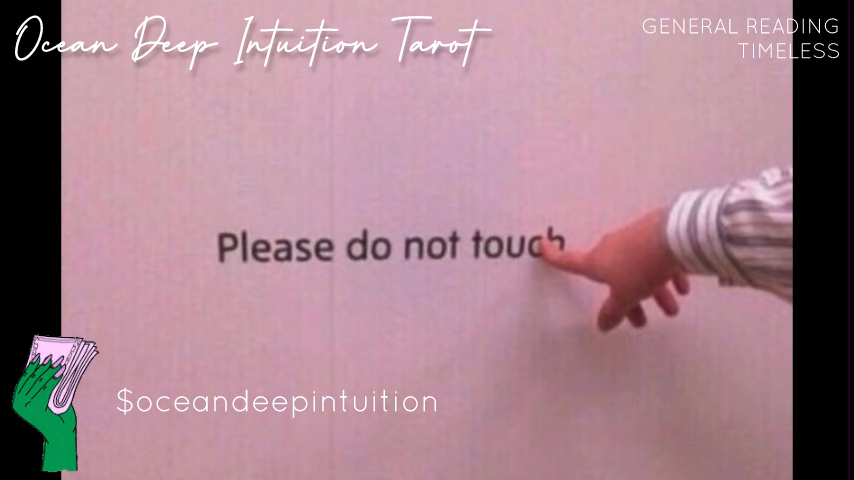 Ocean Deep Intuition Tarot
GENERAL READING
TIMELESS
Please do not touch
$oceandeepintuition